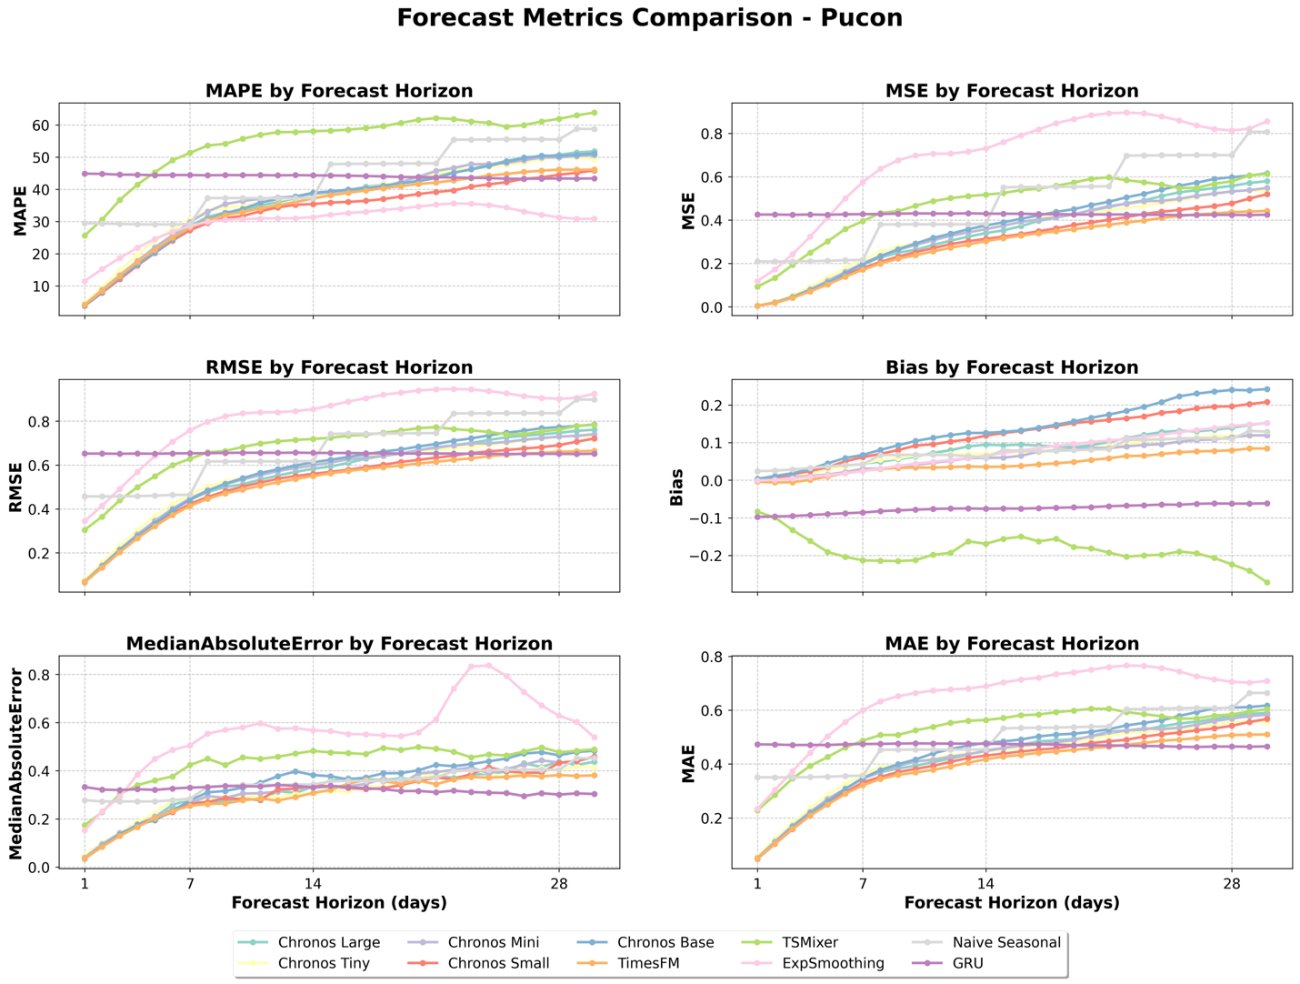 Forecast Metrics Comparison - Pucon
MAPE by Forecast Horizon
MAPE
60
50
40
30
20
10
MSE by Forecast Horizon
MSE
0.8
0.6
0.4
0.2
0.0
RMSE by Forecast Horizon
RMSE
0.8
0.6
0.4
0.2
Bias by Forecast Horizon
Bias
0.2
0.1
0.0
−0.1
−0.2
MedianAbsoluteError by Forecast Horizon
MedianAbsoluteError
0.8
0.6
0.4
0.2
0.0
1 7 14 28
Forecast Horizon (days)
MAE by Forecast Horizon
MAE
0.8
0.6
0.4
0.2
1 7 14 28
Forecast Horizon (days)
Chronos Large Chronos Mini Chronos Base TSMixer Naive Seasonal
Chronos Tiny Chronos Small TimesFM ExpSmoothing GRU